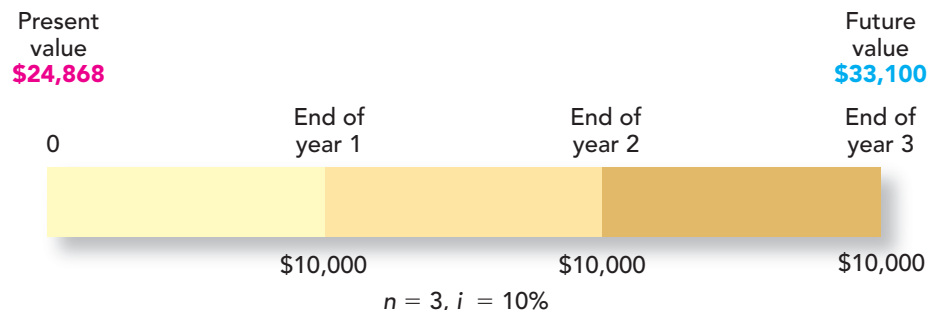 Present
value
$24,868
Future
value
$33,100
0
End of
year 1
End of
year 2
End of
year 3
$10,000
$10,000
$10,000
n = 3, i = 10%